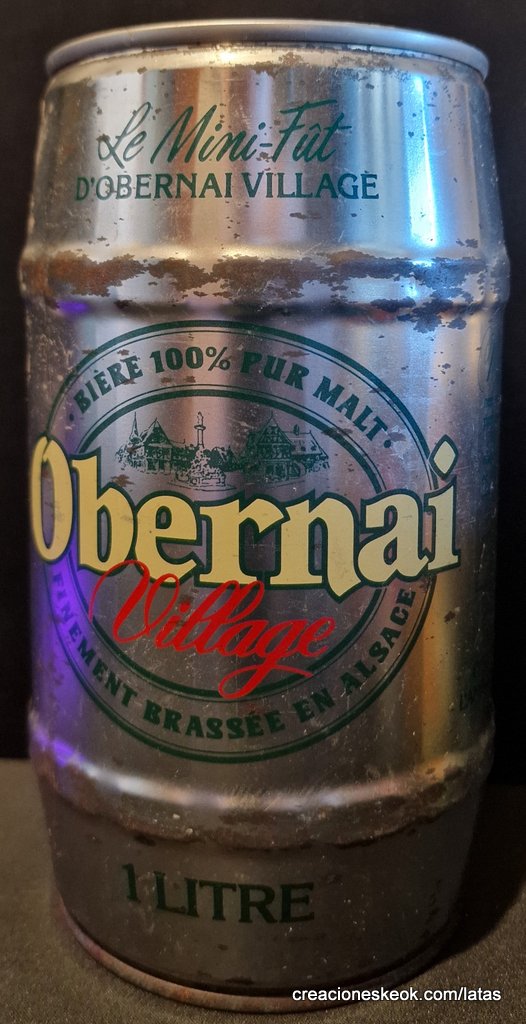 Le Mini-Fût
D'OBERNAI VILLAGE
• BIÈRE 100% PUR MALT •
Obernai
Village
FINEMENT BRASSÉE EN ALSACE
1 LITRE
creacioneskeok.com/latas